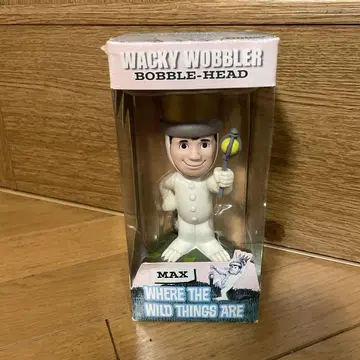 WACKY WOBBLER
BOBBLE-HEAD
MAX
WHERE THE
WILD THINGS ARE